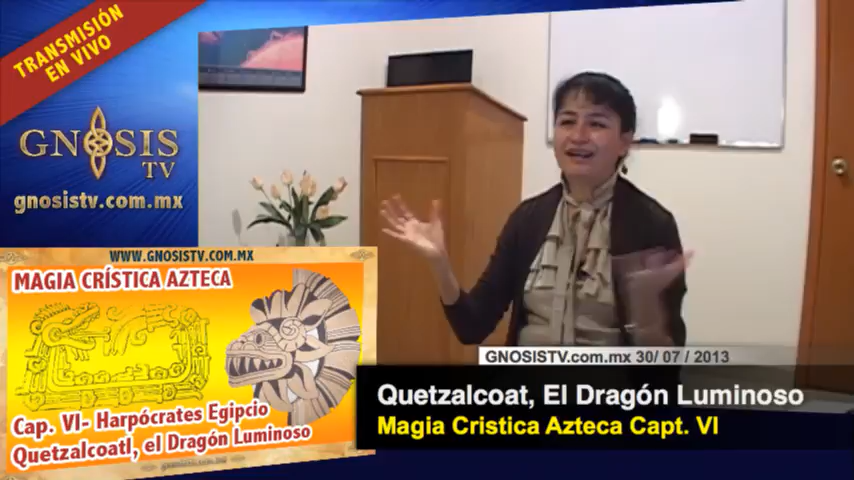 TRANSMISIÓN
EN VIVO
GNOSIS
TV
gnosistv.com.mx
WWW.GNOSISTV.COM.MX
MAGIA CRÍSTICA AZTECA
Cap. VI- Harpócrates Egipcio
Quetzalcoatl, el Dragón Luminoso
GNOSISTV.com.mx 30/ 07 / 2013
Quetzalcoat, El Dragón Luminoso
Magia Cristica Azteca Capt. VI